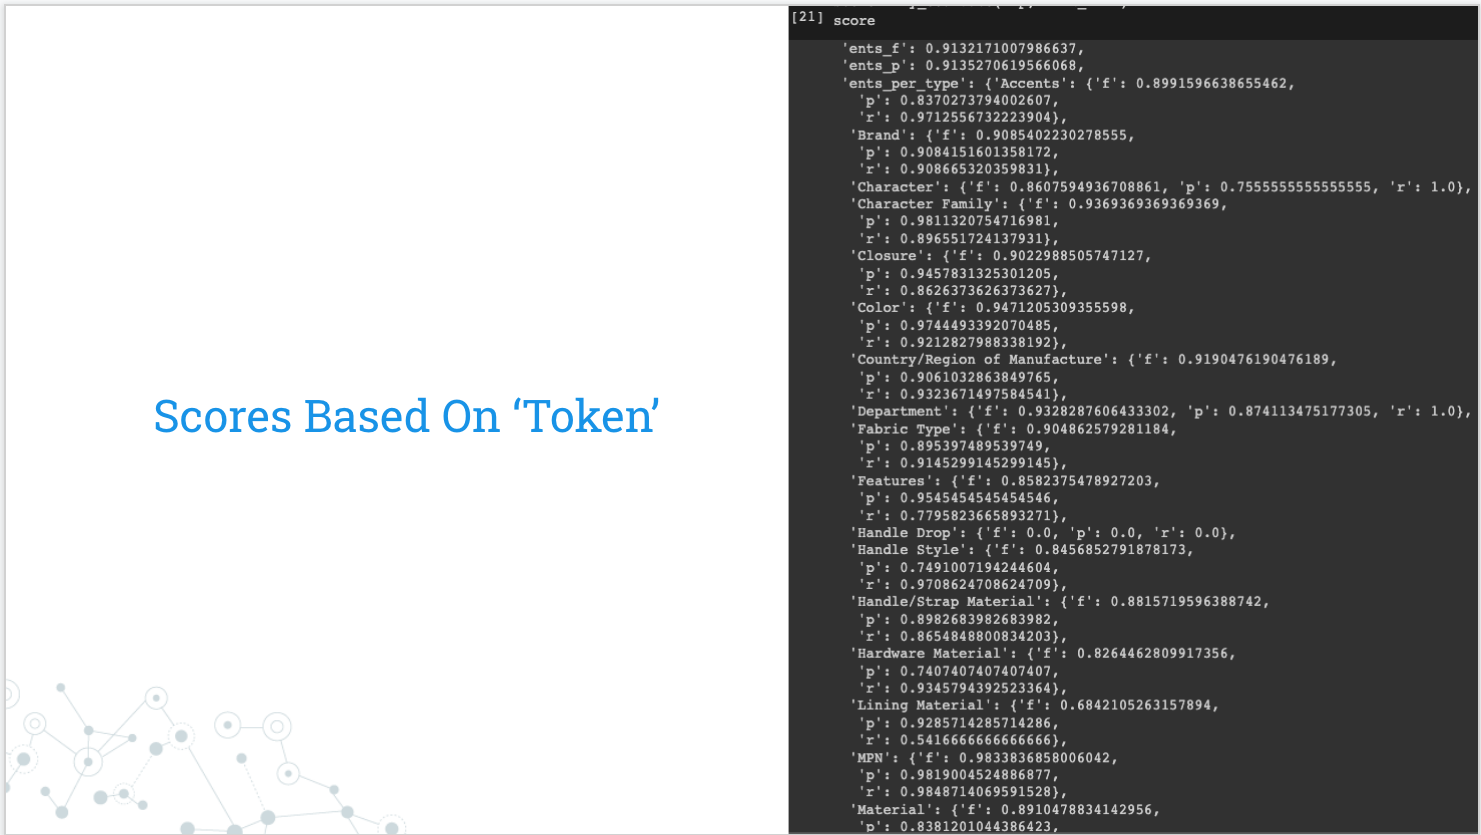 Scores Based On ‘Token’
[21] score
'ents_f': 0.9132171007986637,
'ents_p': 0.9135270619566068,
'ents_per_type': {'Accents': {'f': 0.8991596638655462,
'p': 0.8370273794002607,
'r': 0.9712556732223904},
'Brand': {'f': 0.9085402230278555,
'p': 0.9084151601358172,
'r': 0.908665320359831},
'Character': {'f': 0.8607594936708861, 'p': 0.7555555555555555, 'r': 1.0},
'Character Family': {'f': 0.9369369369369369,
'p': 0.9811320754716981,
'r': 0.896551724137931},
'Closure': {'f': 0.9022988505747127,
'p': 0.9457831325301205,
'r': 0.8626373626373627},
'Color': {'f': 0.9471205309355598,
'p': 0.9744493392070485,
'r': 0.9212827988338192},
'Country/Region of Manufacture': {'f': 0.9190476190476189,
'p': 0.9061032863849765,
'r': 0.9323671497584541},
'Department': {'f': 0.9328287606433302, 'p': 0.874113475177305, 'r': 1.0},
'Fabric Type': {'f': 0.904862579281184,
'p': 0.895397489539749,
'r': 0.9145299145299145},
'Features': {'f': 0.8582375478927203,
'p': 0.9545454545454546,
'r': 0.7795823665893271},
'Handle Drop': {'f': 0.0, 'p': 0.0, 'r': 0.0},
'Handle Style': {'f': 0.8456852791878173,
'p': 0.7491007194244604,
'r': 0.9708624708624709},
'Handle/Strap Material': {'f': 0.8815719596388742,
'p': 0.8982683982683982,
'r': 0.8654848800834203},
'Hardware Material': {'f': 0.8264462809917356,
'p': 0.7407407407407407,
'r': 0.9345794392523364},
'Lining Material': {'f': 0.6842105263157894,
'p': 0.9285714285714286,
'r': 0.5416666666666666},
'MPN': {'f': 0.9833836858006042,
'p': 0.9819004524886877,
'r': 0.9848714069591528},
'Material': {'f': 0.8910478834142956,
'p': 0.8381201044386423,